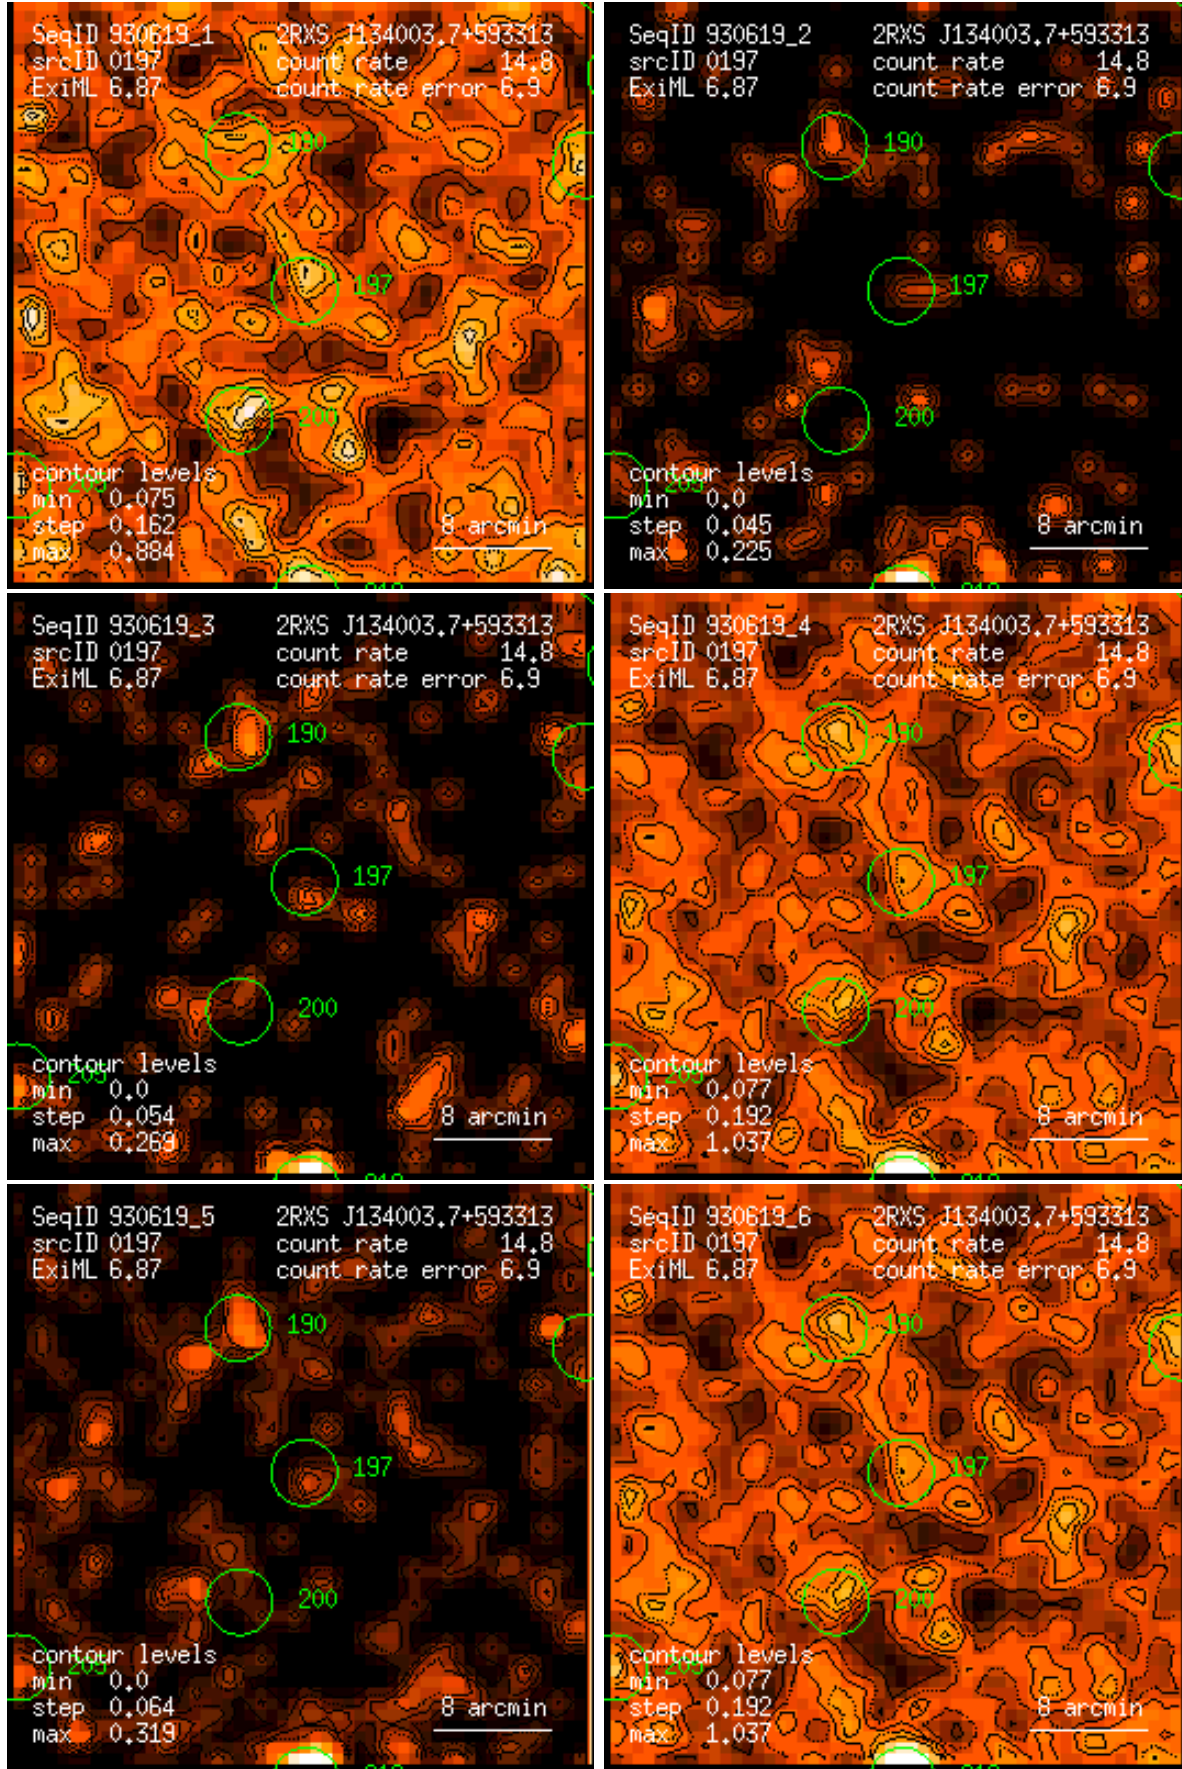 SeqID 930619_1 2RXS J134003.7+593313
srcID 0197 count rate 14.8
ExiML 6.87 count rate error 6.9
190
197
200
contour levels
209
min 0.075
step 0.162
max 0.884
8 arcmin
SeqID 930619_2 2RXS J134003.7+593313
srcID 0197 count rate 14.8
ExiML 6.87 count rate error 6.9
190
197
200
contour levels
209
min 0.0
step 0.045
max 0.225
8 arcmin
SeqID 930619_3 2RXS J134003.7+593313
srcID 0197 count rate 14.8
ExiML 6.87 count rate error 6.9
190
197
200
contour levels
209
min 0.0
step 0.054
max 0.269
8 arcmin
SeqID 930619_4 2RXS J134003.7+593313
srcID 0197 count rate 14.8
ExiML 6.87 count rate error 6.9
190
197
200
contour levels
209
min 0.077
step 0.192
max 1.037
8 arcmin
SeqID 930619_5 2RXS J134003.7+593313
srcID 0197 count rate 14.8
ExiML 6.87 count rate error 6.9
190
197
200
contour levels
209
min 0.0
step 0.064
max 0.319
8 arcmin
SeqID 930619_6 2RXS J134003.7+593313
srcID 0197 count rate 14.8
ExiML 6.87 count rate error 6.9
190
197
200
contour levels
209
min 0.077
step 0.192
max 1.037
8 arcmin